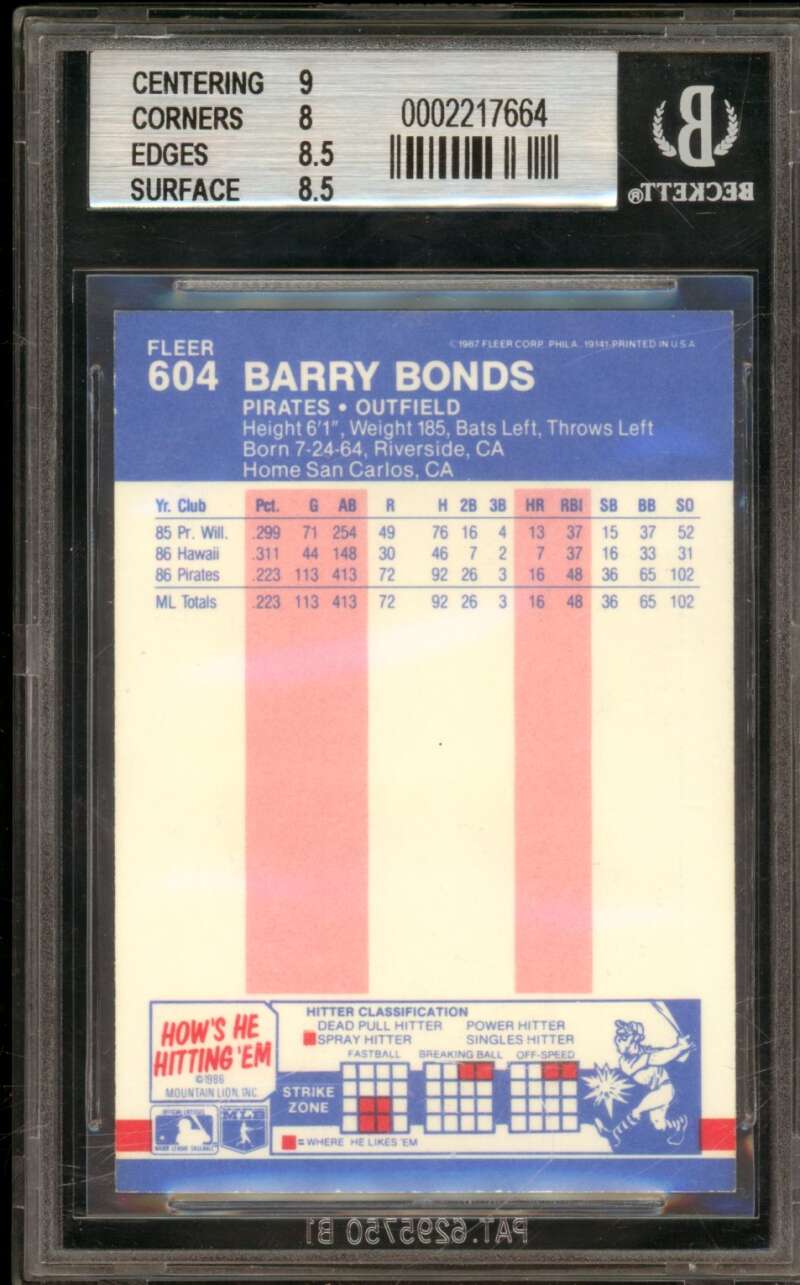 CENTERING 9
CORNERS 8
EDGES 8.5
SURFACE 8.5
0002217664
B
BECKETT®
FLEER
604
©1987 FLEER CORP. PHILA. 19141-PRINTED IN U.S.A.
BARRY BONDS
PIRATES • OUTFIELD
Height 6'1", Weight 185, Bats Left, Throws Left
Born 7-24-64, Riverside, CA
Home San Carlos, CA
Yr. Club Pct. G AB R H 2B 3B HR RBI SB BB SO
85 Pr. Will. .299 71 254 49 76 16 4 13 37 15 37 52
86 Hawaii .311 44 148 30 46 7 2 7 37 16 33 31
86 Pirates .223 113 413 72 92 26 3 16 48 36 65 102
ML Totals .223 113 413 72 92 26 3 16 48 36 65 102
HOW'S HE
HITTING 'EM
©1986
MOUNTAIN LION, INC.
HITTER CLASSIFICATION
DEAD PULL HITTER POWER HITTER
SPRAY HITTER SINGLES HITTER
FASTBALL BREAKING BALL OFF-SPEED
STRIKE
ZONE
= WHERE HE LIKES 'EM
MAJOR LEAGUE BASEBALL
PAT. 6295750 B1